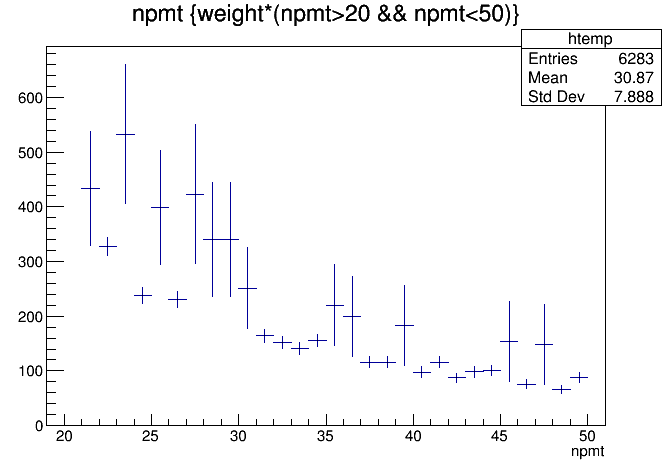 npmt {weight*(npmt>20 && npmt<50)}
htemp
Entries 6283
Mean 30.87
Std Dev 7.888
600
500
400
300
200
100
0
20 25 30 35 40 45 50
npmt